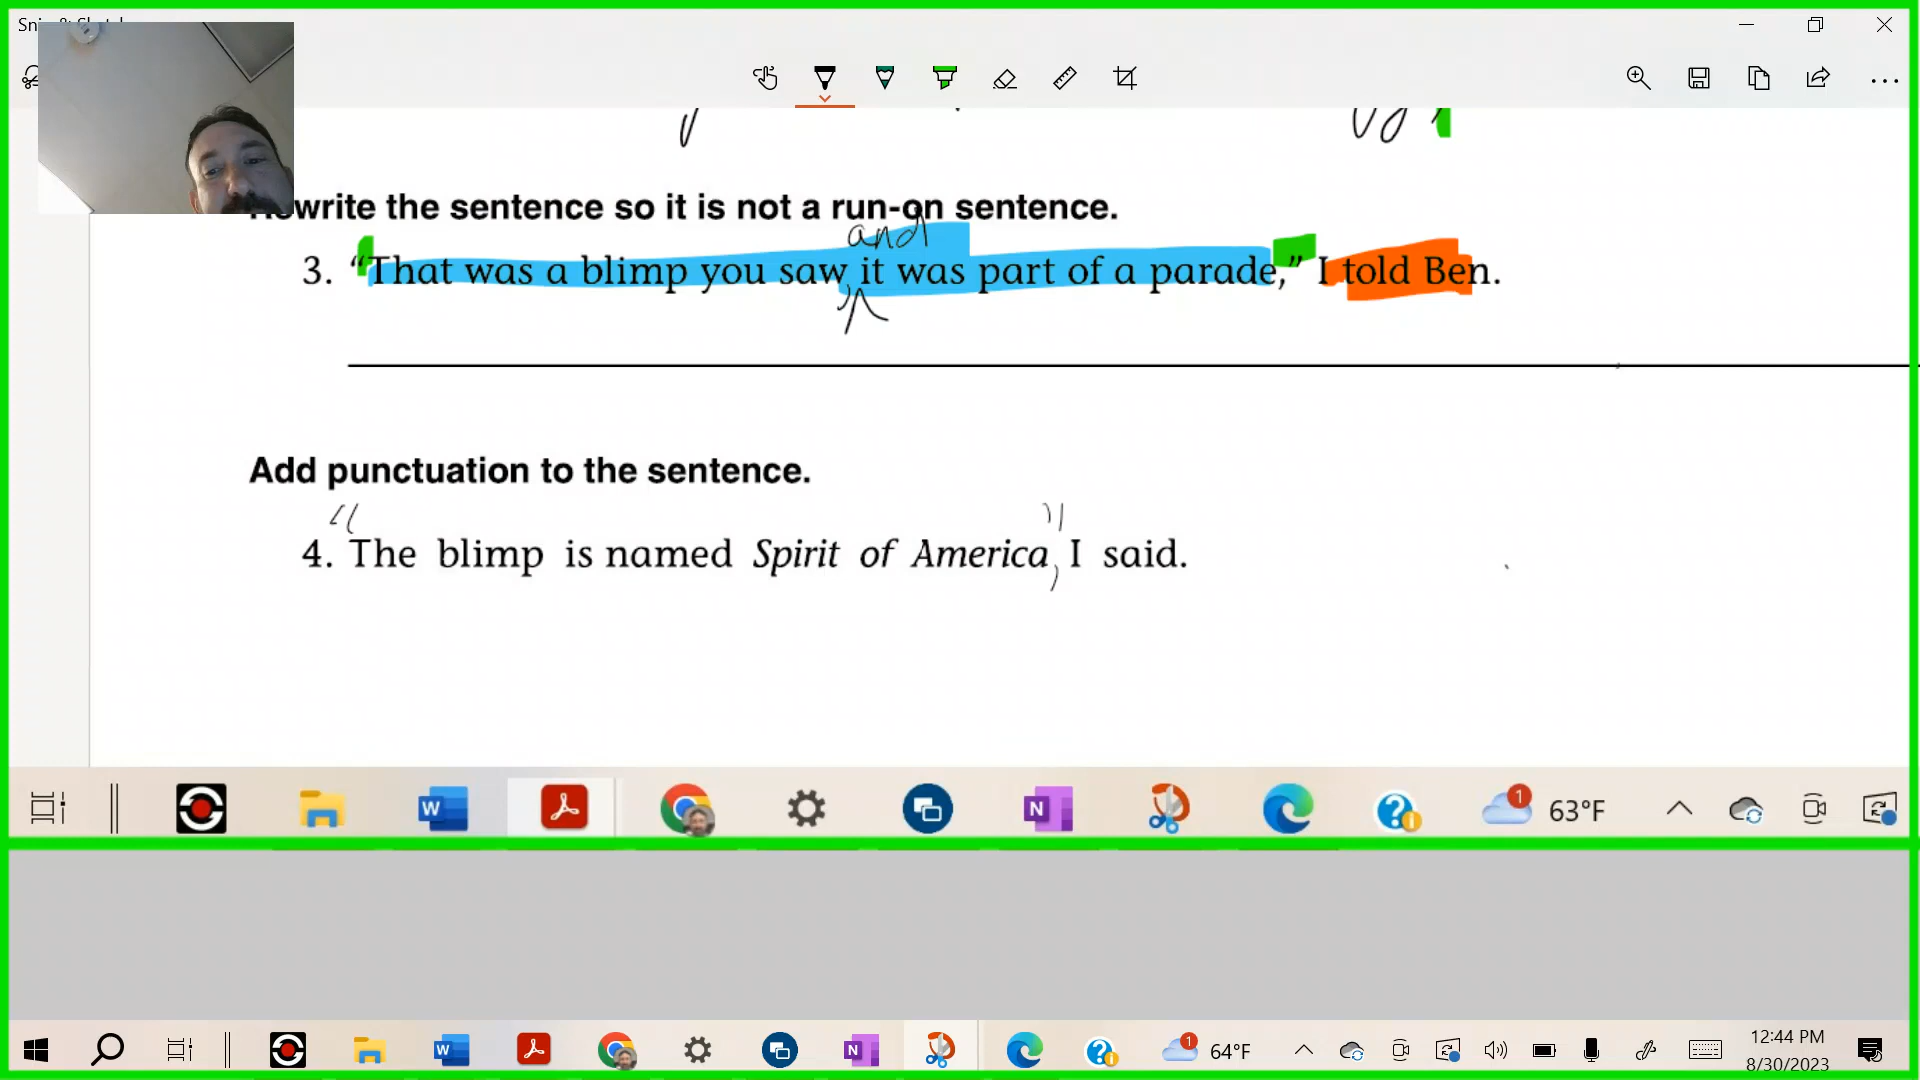 Rewrite the sentence so it is not a run-on sentence.
and
3. “That was a blimp you saw, it was part of a parade,” I told Ben.
Add punctuation to the sentence.
4. “The blimp is named Spirit of America,” I said.
1 63°F
1 64°F
12:44 PM
8/30/2023